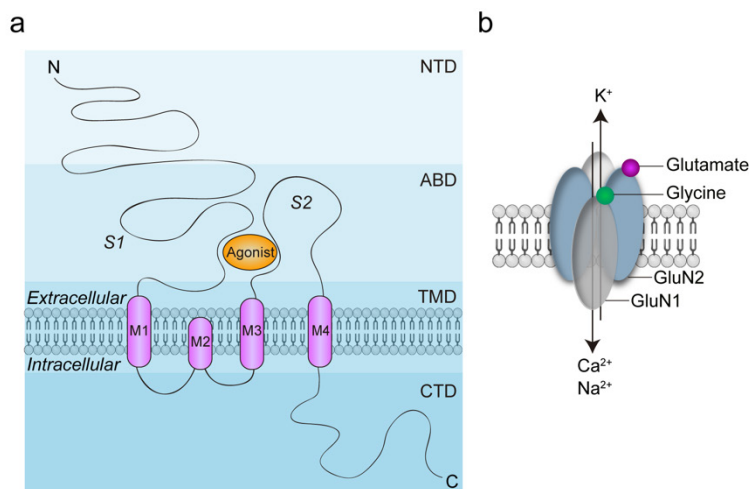 a
N
NTD
ABD
S1
S2
Agonist
Extracellular
TMD
M1
M2
M3
M4
Intracellular
CTD
C
b
K⁺
Glutamate
Glycine
GluN2
GluN1
Ca²⁺
Na²⁺